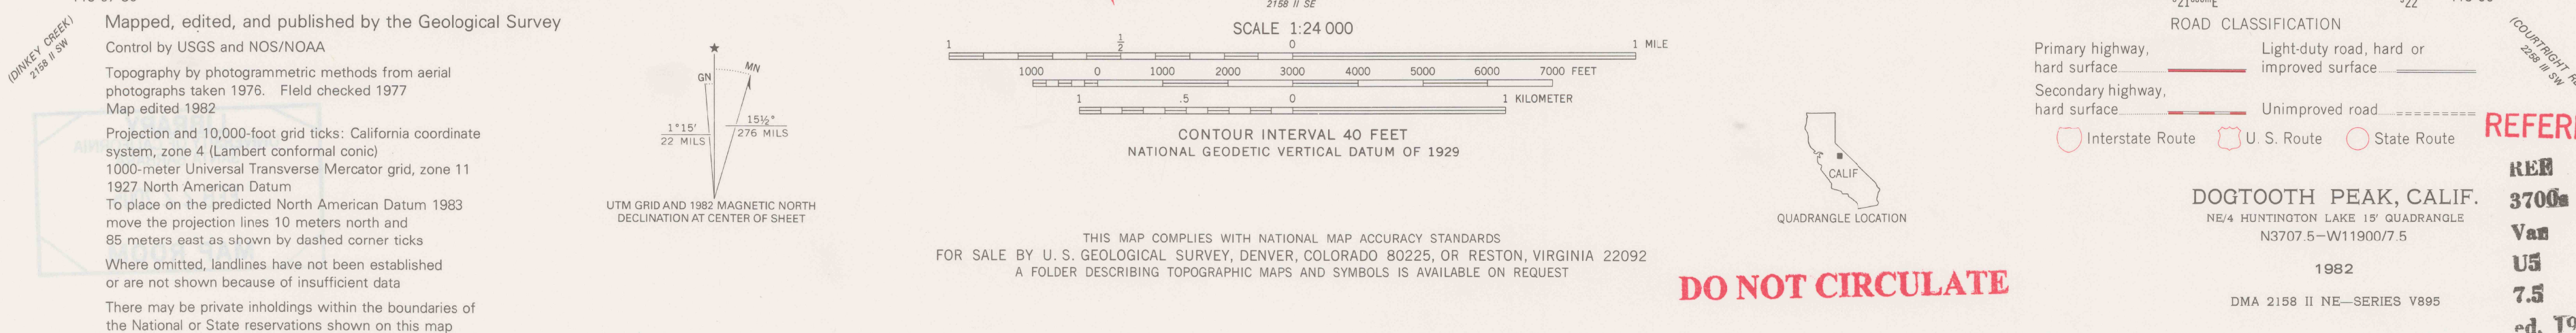 (DINKEY CREEK)
2158 II SW
Mapped, edited, and published by the Geological Survey
Control by USGS and NOS/NOAA
Topography by photogrammetric methods from aerial
photographs taken 1976. Field checked 1977
Map edited 1982
Projection and 10,000-foot grid ticks: California coordinate
system, zone 4 (Lambert conformal conic)
1000-meter Universal Transverse Mercator grid, zone 11
1927 North American Datum
To place on the predicted North American Datum 1983
move the projection lines 10 meters north and
85 meters east as shown by dashed corner ticks
Where omitted, landlines have not been established
or are not shown because of insufficient data
There may be private inholdings within the boundaries of
the National or State reservations shown on this map
★
GN
MN
1°15′
22 MILS
15½°
276 MILS
UTM GRID AND 1982 MAGNETIC NORTH
DECLINATION AT CENTER OF SHEET
2158 II SE
SCALE 1:24 000
1 ½ 0 1 MILE
1000 0 1000 2000 3000 4000 5000 6000 7000 FEET
1 .5 0 1 KILOMETER
CONTOUR INTERVAL 40 FEET
NATIONAL GEODETIC VERTICAL DATUM OF 1929
THIS MAP COMPLIES WITH NATIONAL MAP ACCURACY STANDARDS
FOR SALE BY U. S. GEOLOGICAL SURVEY, DENVER, COLORADO 80225, OR RESTON, VIRGINIA 22092
A FOLDER DESCRIBING TOPOGRAPHIC MAPS AND SYMBOLS IS AVAILABLE ON REQUEST
CALIF
QUADRANGLE LOCATION
DO NOT CIRCULATE
ROAD CLASSIFICATION
Primary highway,
hard surface
Light-duty road, hard or
improved surface
Secondary highway,
hard surface
Unimproved road
Interstate Route
U. S. Route
State Route
(COURTRIGHT
2258 III SW
REFER
DOGTOOTH PEAK, CALIF.
NE/4 HUNTINGTON LAKE 15′ QUADRANGLE
N3707.5—W11900/7.5
1982
DMA 2158 II NE—SERIES V895
3700s
Var
U5
7.5